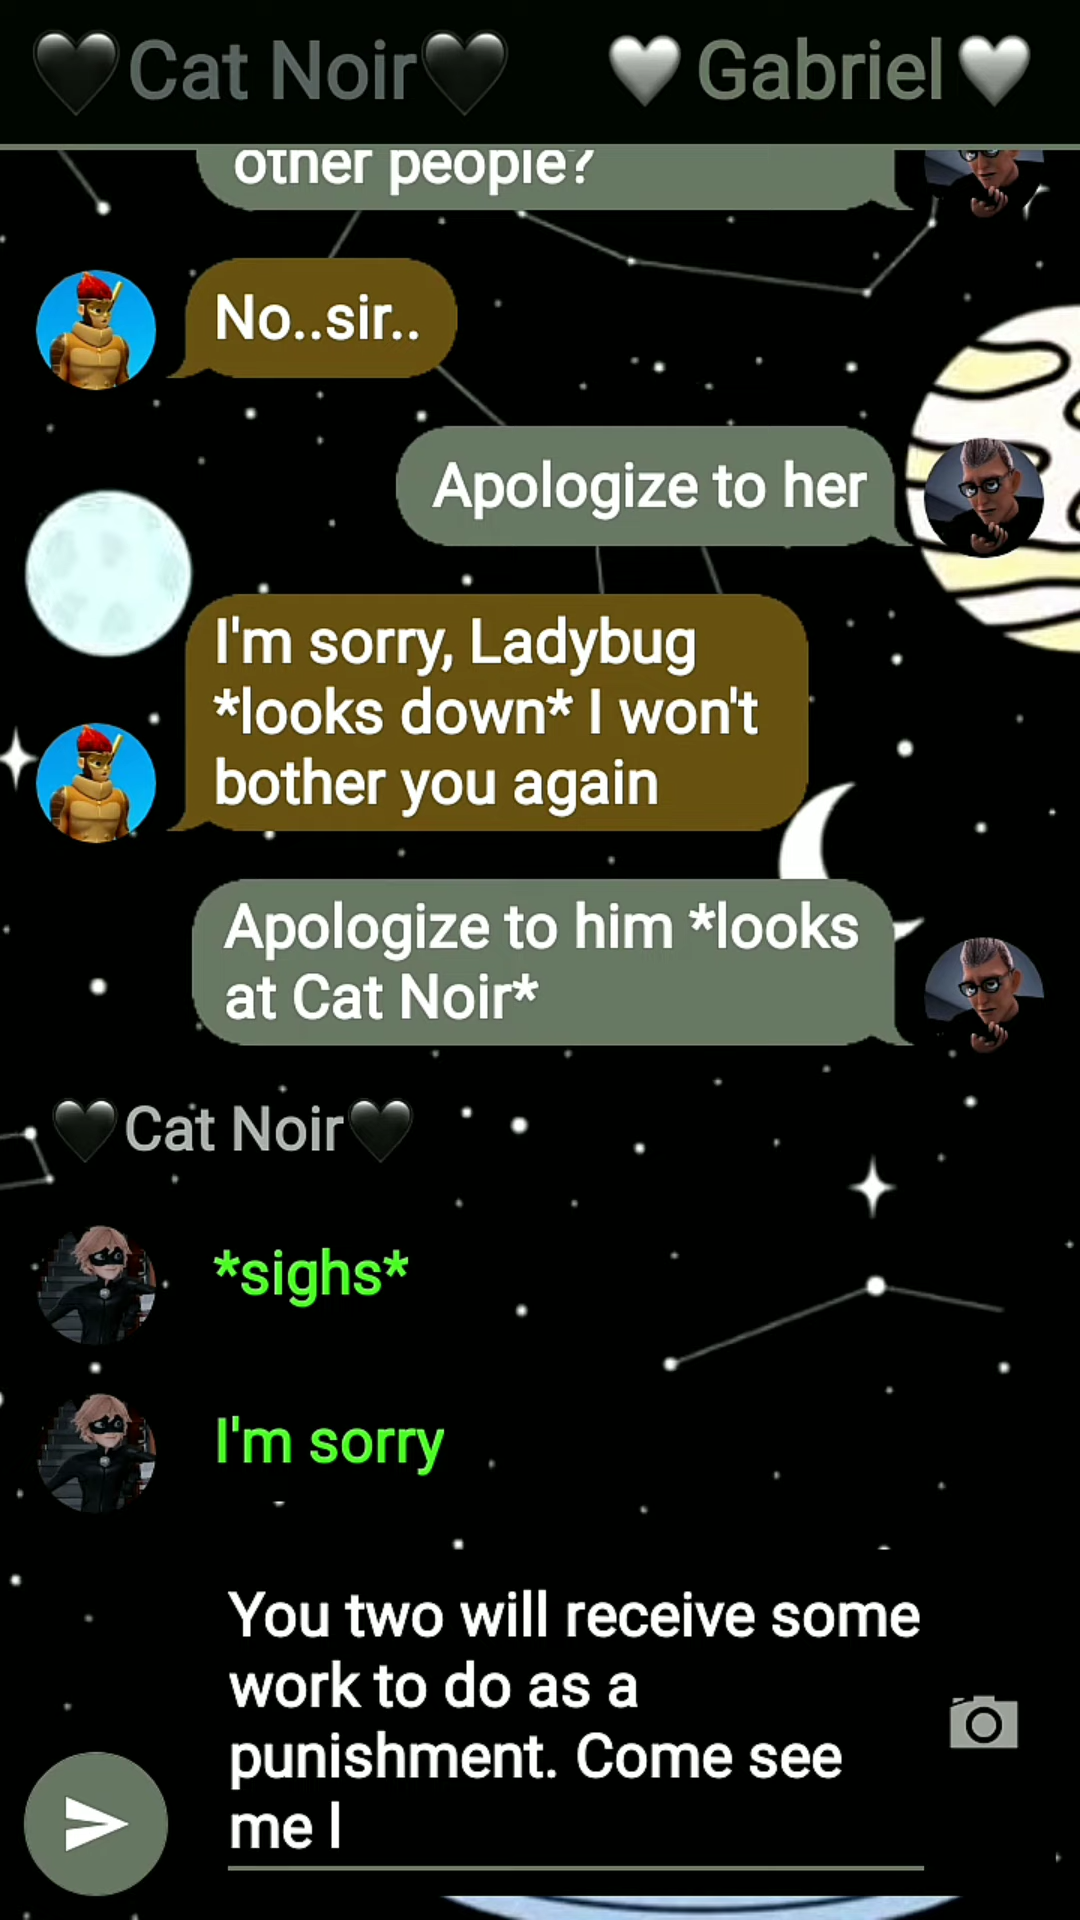 🖤Cat Noir🖤 🤍Gabriel🤍
other people?
No..sir..
Apologize to her
I'm sorry, Ladybug
*looks down* I won't
bother you again
Apologize to him *looks
at Cat Noir*
🖤Cat Noir🖤
*sighs*
I'm sorry
You two will receive some
work to do as a
punishment. Come see
me l